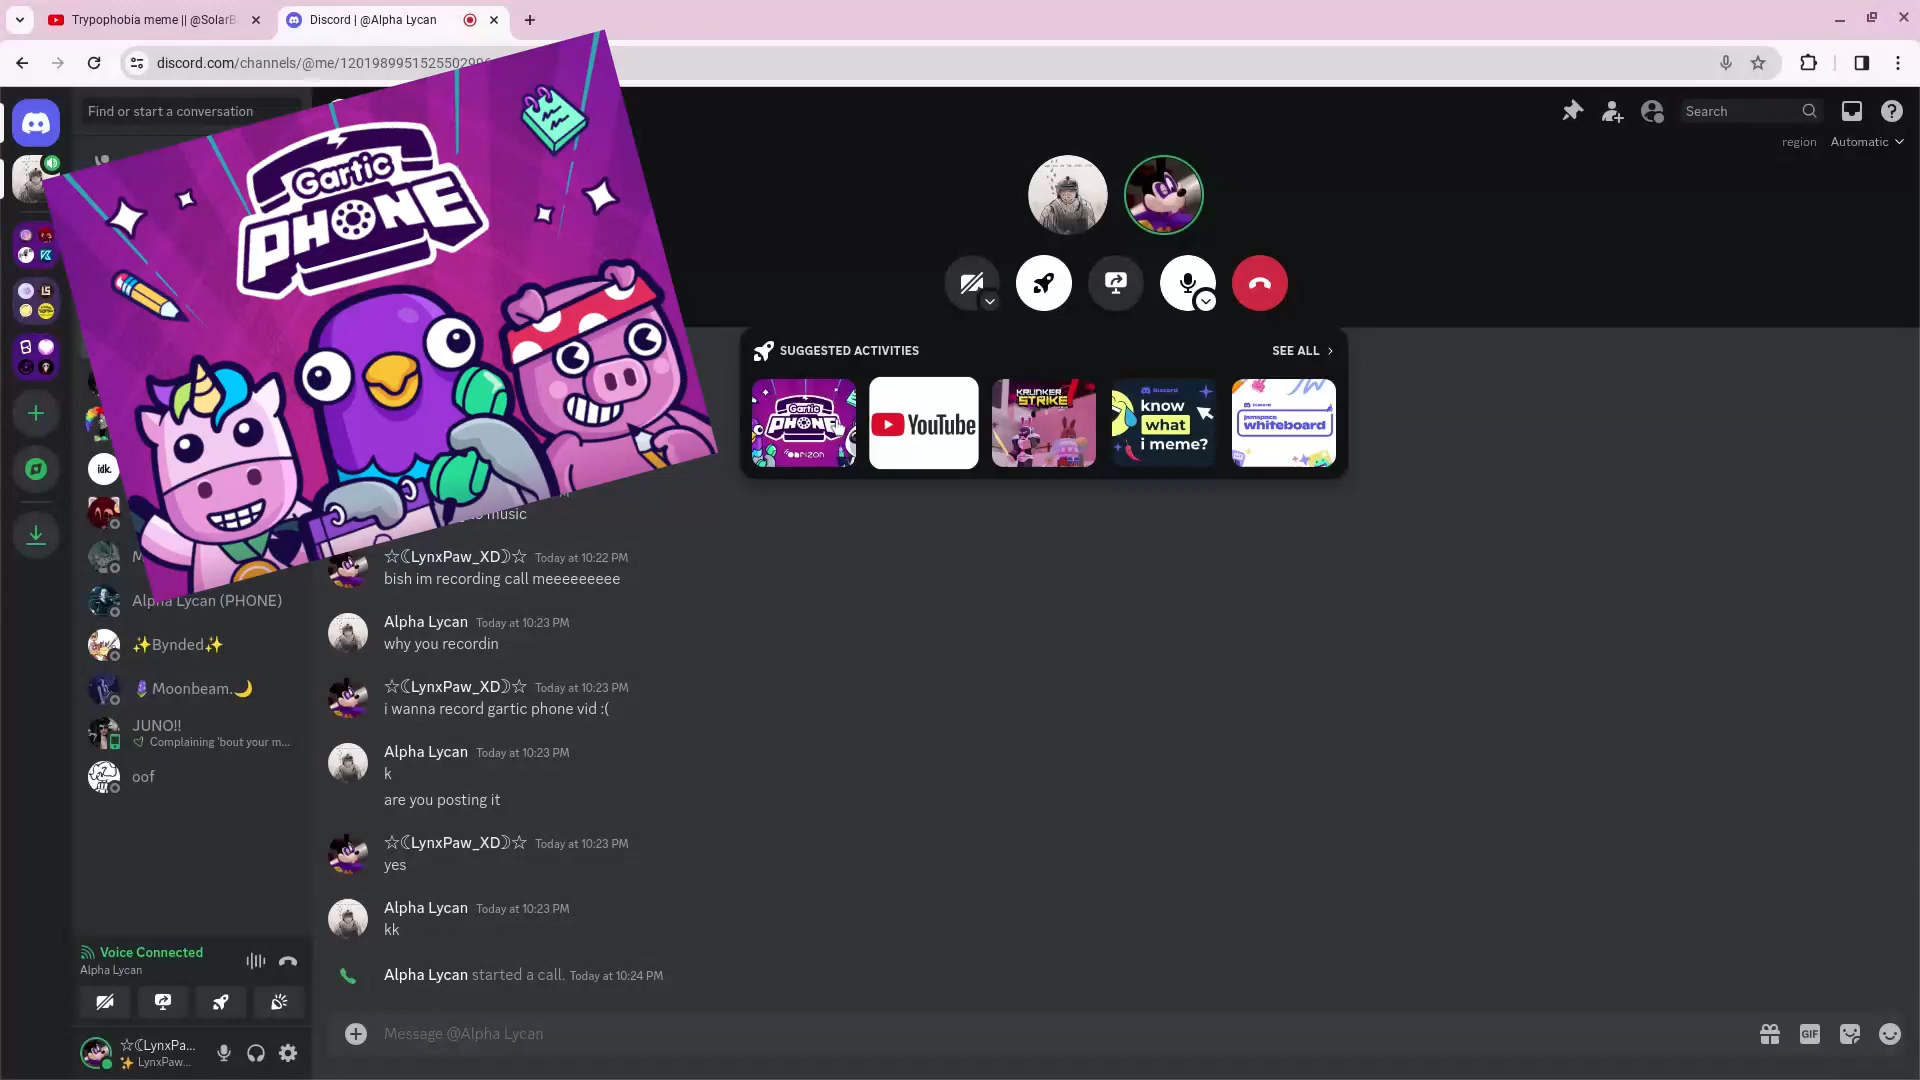 Trypophobia meme || @SolarB
Discord | @Alpha Lycan
discord.com/channels/@me/1201989951525502996
Find or start a conversation
Search
region
Automatic
Gartic
PHONE
SUGGESTED ACTIVITIES
SEE ALL
Gartic
PHONE
YouTube
KRUNKER
STRIKE
Discord
know
what
i meme?
Discord
jamspace
whiteboard
idk.
M
Alpha Lycan (PHONE)
✨Bynded✨
Moonbeam.🌙
JUNO!!
Complaining 'bout your m...
oof
music
☆☾LynxPaw_XD☽☆ Today at 10:22 PM
bish im recording call meeeeeeeee
Alpha Lycan Today at 10:23 PM
why you recordin
☆☾LynxPaw_XD☽☆ Today at 10:23 PM
i wanna record gartic phone vid :(
Alpha Lycan Today at 10:23 PM
k
are you posting it
☆☾LynxPaw_XD☽☆ Today at 10:23 PM
yes
Alpha Lycan Today at 10:23 PM
kk
Alpha Lycan started a call. Today at 10:24 PM
Voice Connected
Alpha Lycan
☆☾LynxPa...
✨ LynxPaw...
Message @Alpha Lycan
GIF